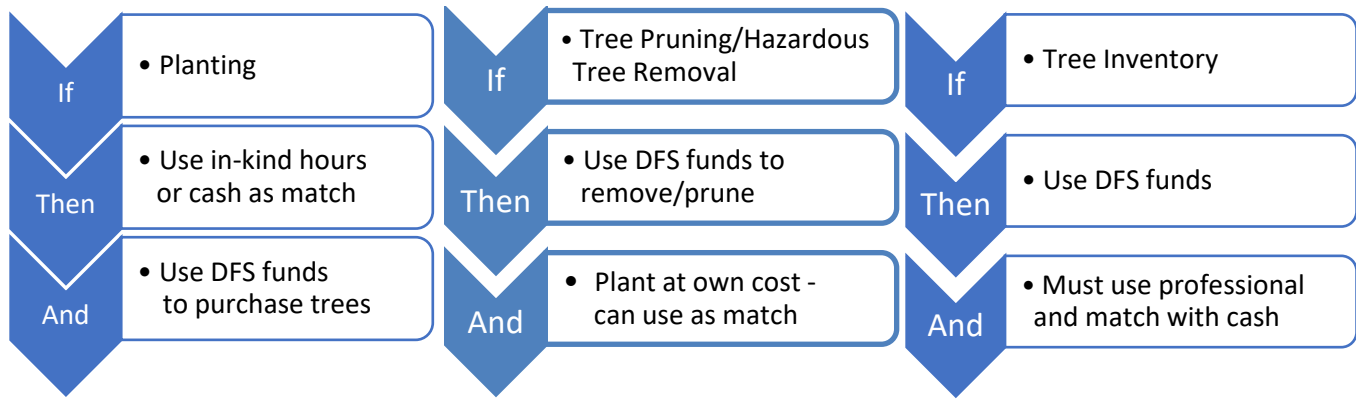 If
• Planting
Then
• Use in-kind hours
or cash as match
And
• Use DFS funds
to purchase trees
If
• Tree Pruning/Hazardous
Tree Removal
Then
• Use DFS funds to
remove/prune
And
• Plant at own cost -
can use as match
If
• Tree Inventory
Then
• Use DFS funds
And
• Must use professional
and match with cash